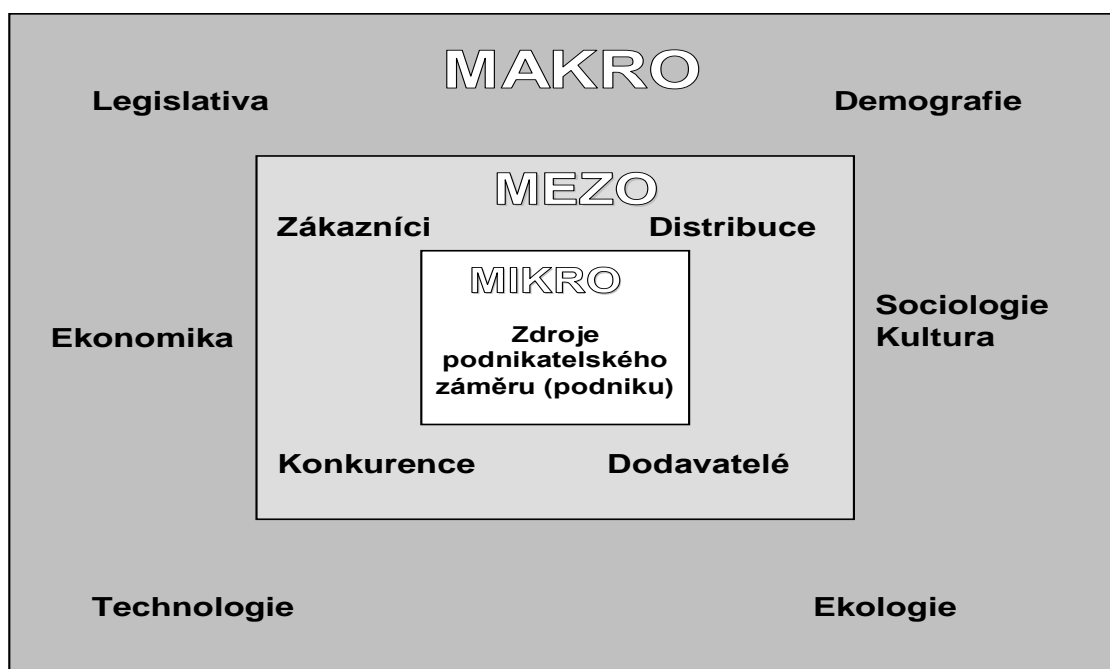 MAKRO
Legislativa
Demografie
MEZO
Zákazníci
Distribuce
MIKRO
Zdroje
podnikatelského
záměru (podniku)
Ekonomika
Sociologie
Kultura
Konkurence
Dodavatelé
Technologie
Ekologie